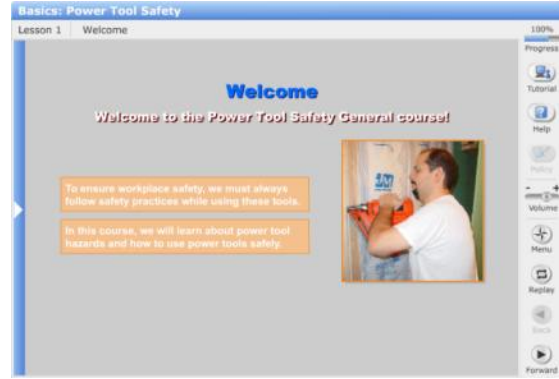 Basics: Power Tool Safety
Lesson 1 Welcome
100%
Progress
Tutorial
Help
Policy
- +
Volume
Menu
Replay
Back
Forward
Welcome
Welcome to the Power Tool Safety General course!
To ensure workplace safety, we must always
follow safety practices while using these tools.
In this course, we will learn about power tool
hazards and how to use power tools safely.